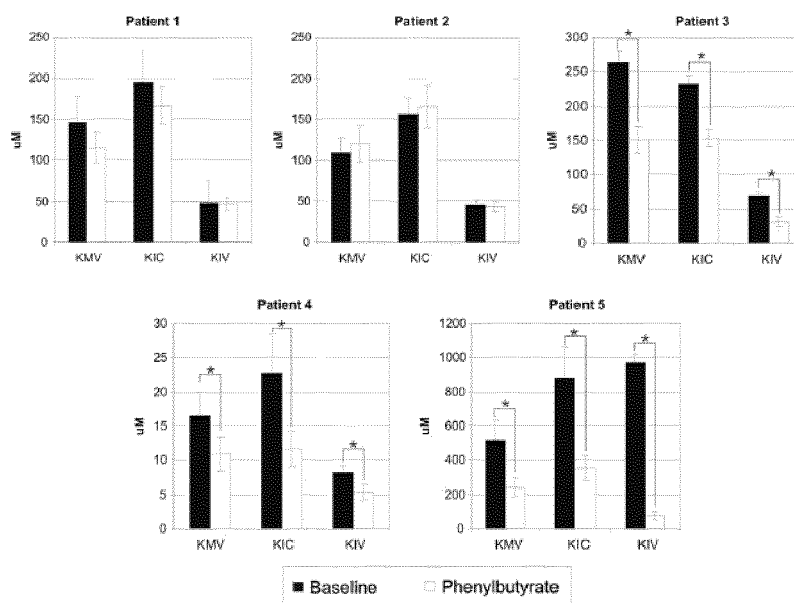 Patient 1
Patient 2
Patient 3
250
200
150
100
50
0
uM
KMV
KIC
KIV
250
200
150
100
50
0
uM
KMV
KIC
KIV
300
250
200
150
100
50
0
uM
*
*
*
KMV
KIC
KIV
Patient 4
Patient 5
30
25
20
15
10
5
0
uM
*
*
*
KMV
KIC
KIV
1200
1000
800
600
400
200
0
uM
*
*
*
KMV
KIC
KIV
Baseline
Phenylbutyrate